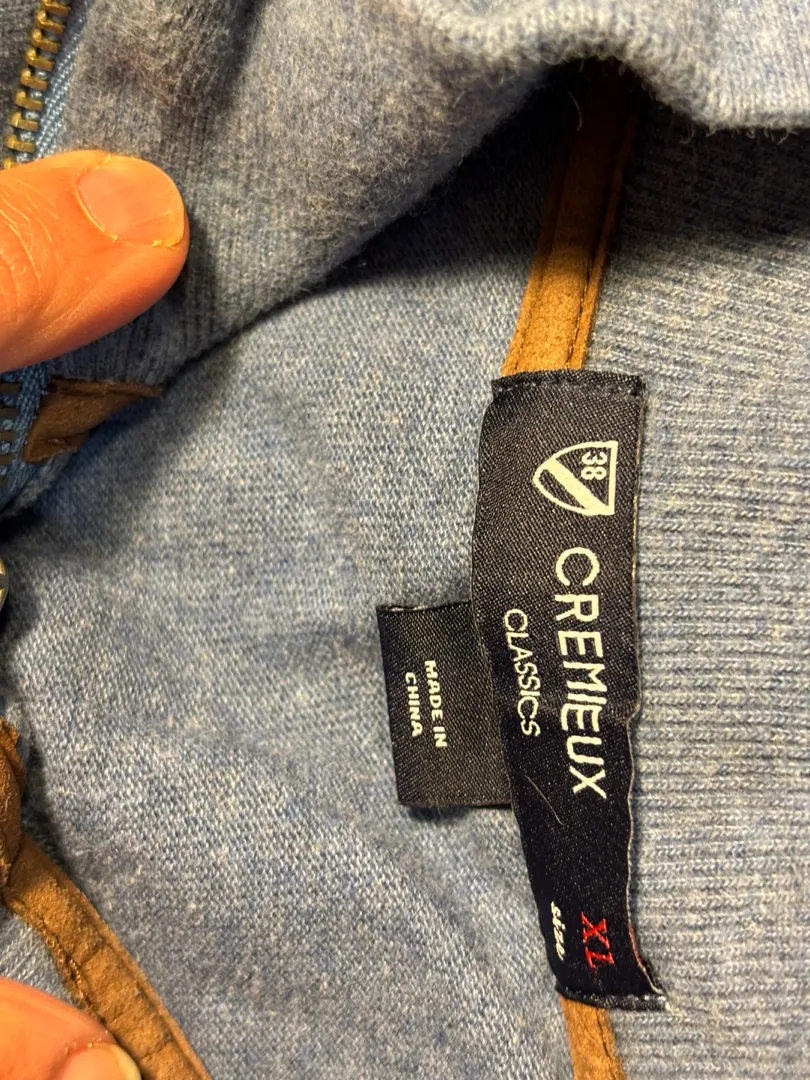 38
CREMIEUX
CLASSICS
size XL
MADE IN
CHINA